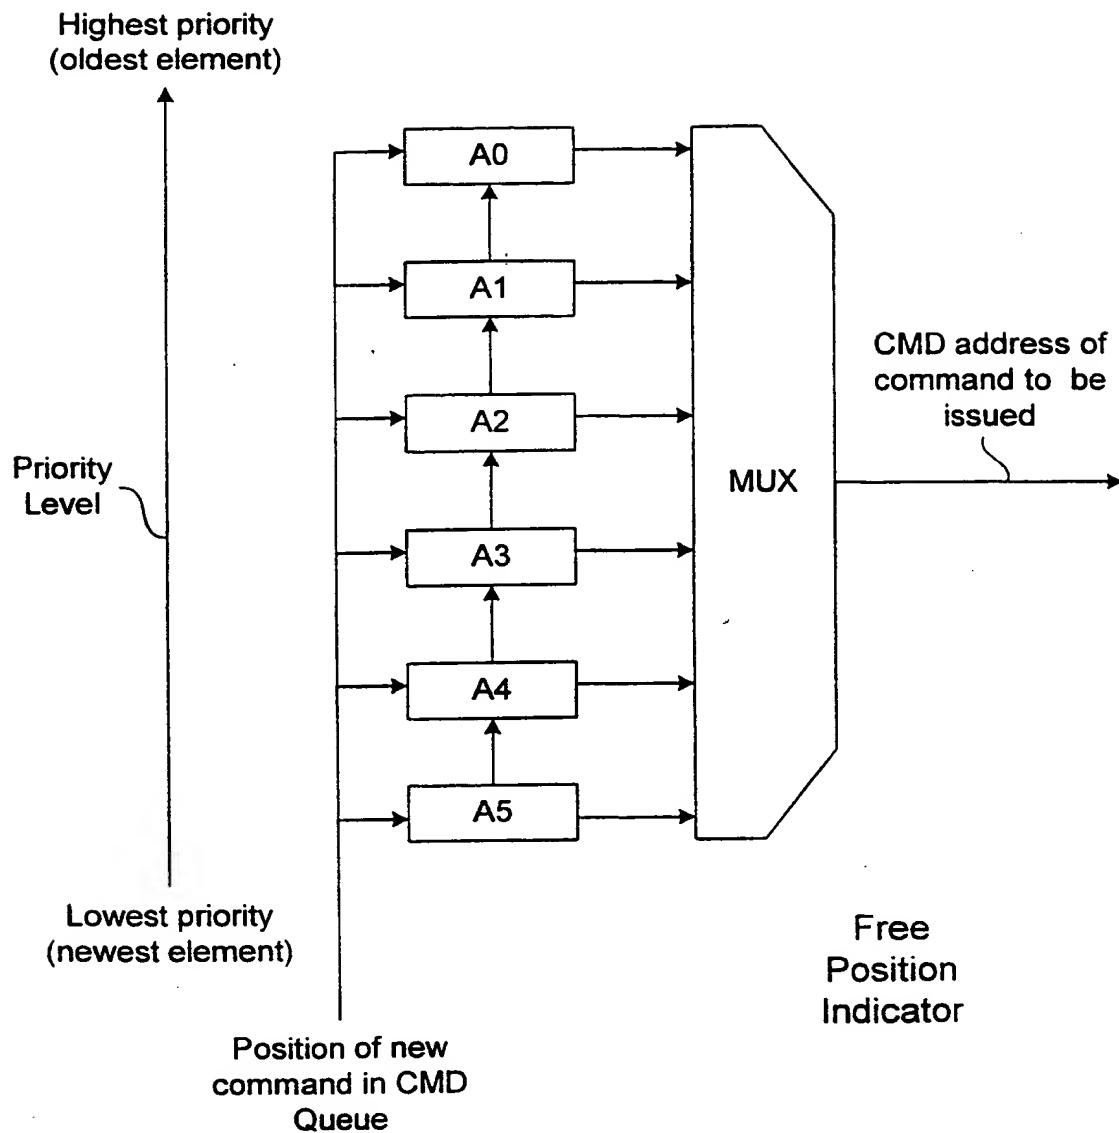 Highest priority
(oldest element)
A0
A1
CMD address of
command to be
issued
A2
Priority
Level
MUX
A3
A4
A5
Lowest priority
(newest element)
Free
Position
Indicator
Position of new
command in CMD
Queue